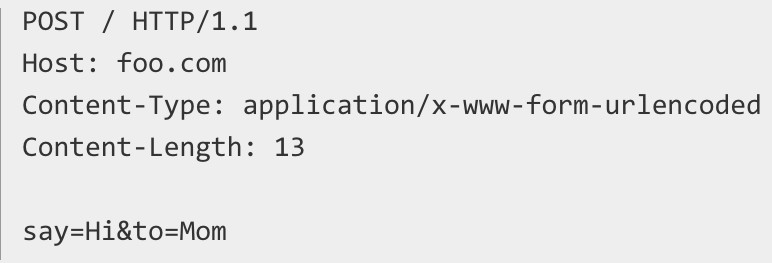 POST / HTTP/1.1
Host: foo.com
Content-Type: application/x-www-form-urlencoded
Content-Length: 13

say=Hi&to=Mom